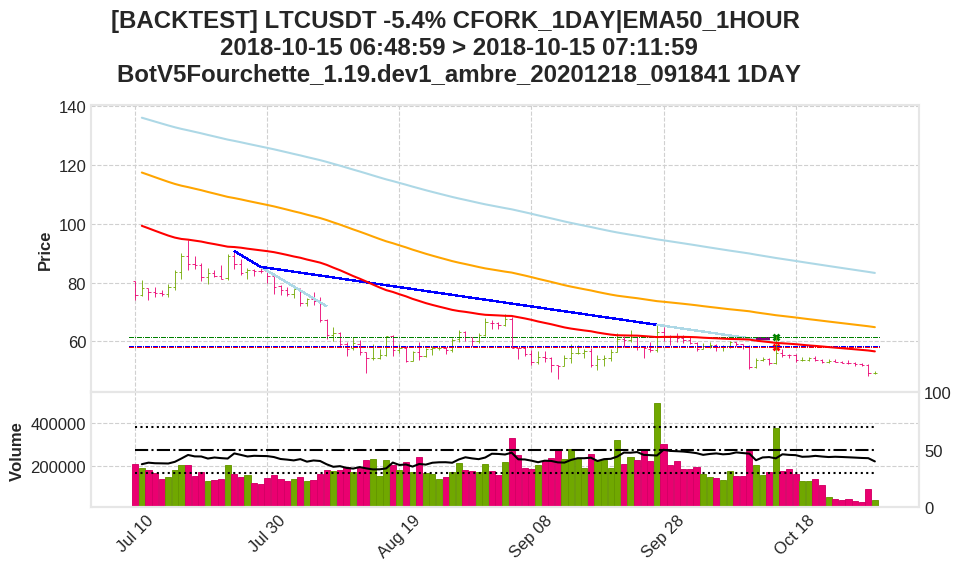 [BACKTEST] LTCUSDT -5.4% CFORK_1DAY|EMA50_1HOUR
2018-10-15 06:48:59 > 2018-10-15 07:11:59
BotV5Fourchette_1.19.dev1_ambre_20201218_091841 1DAY
140
120
100
80
60
Price
100
50
0
400000
200000
Volume
Jul 10
Jul 30
Aug 19
Sep 08
Sep 28
Oct 18